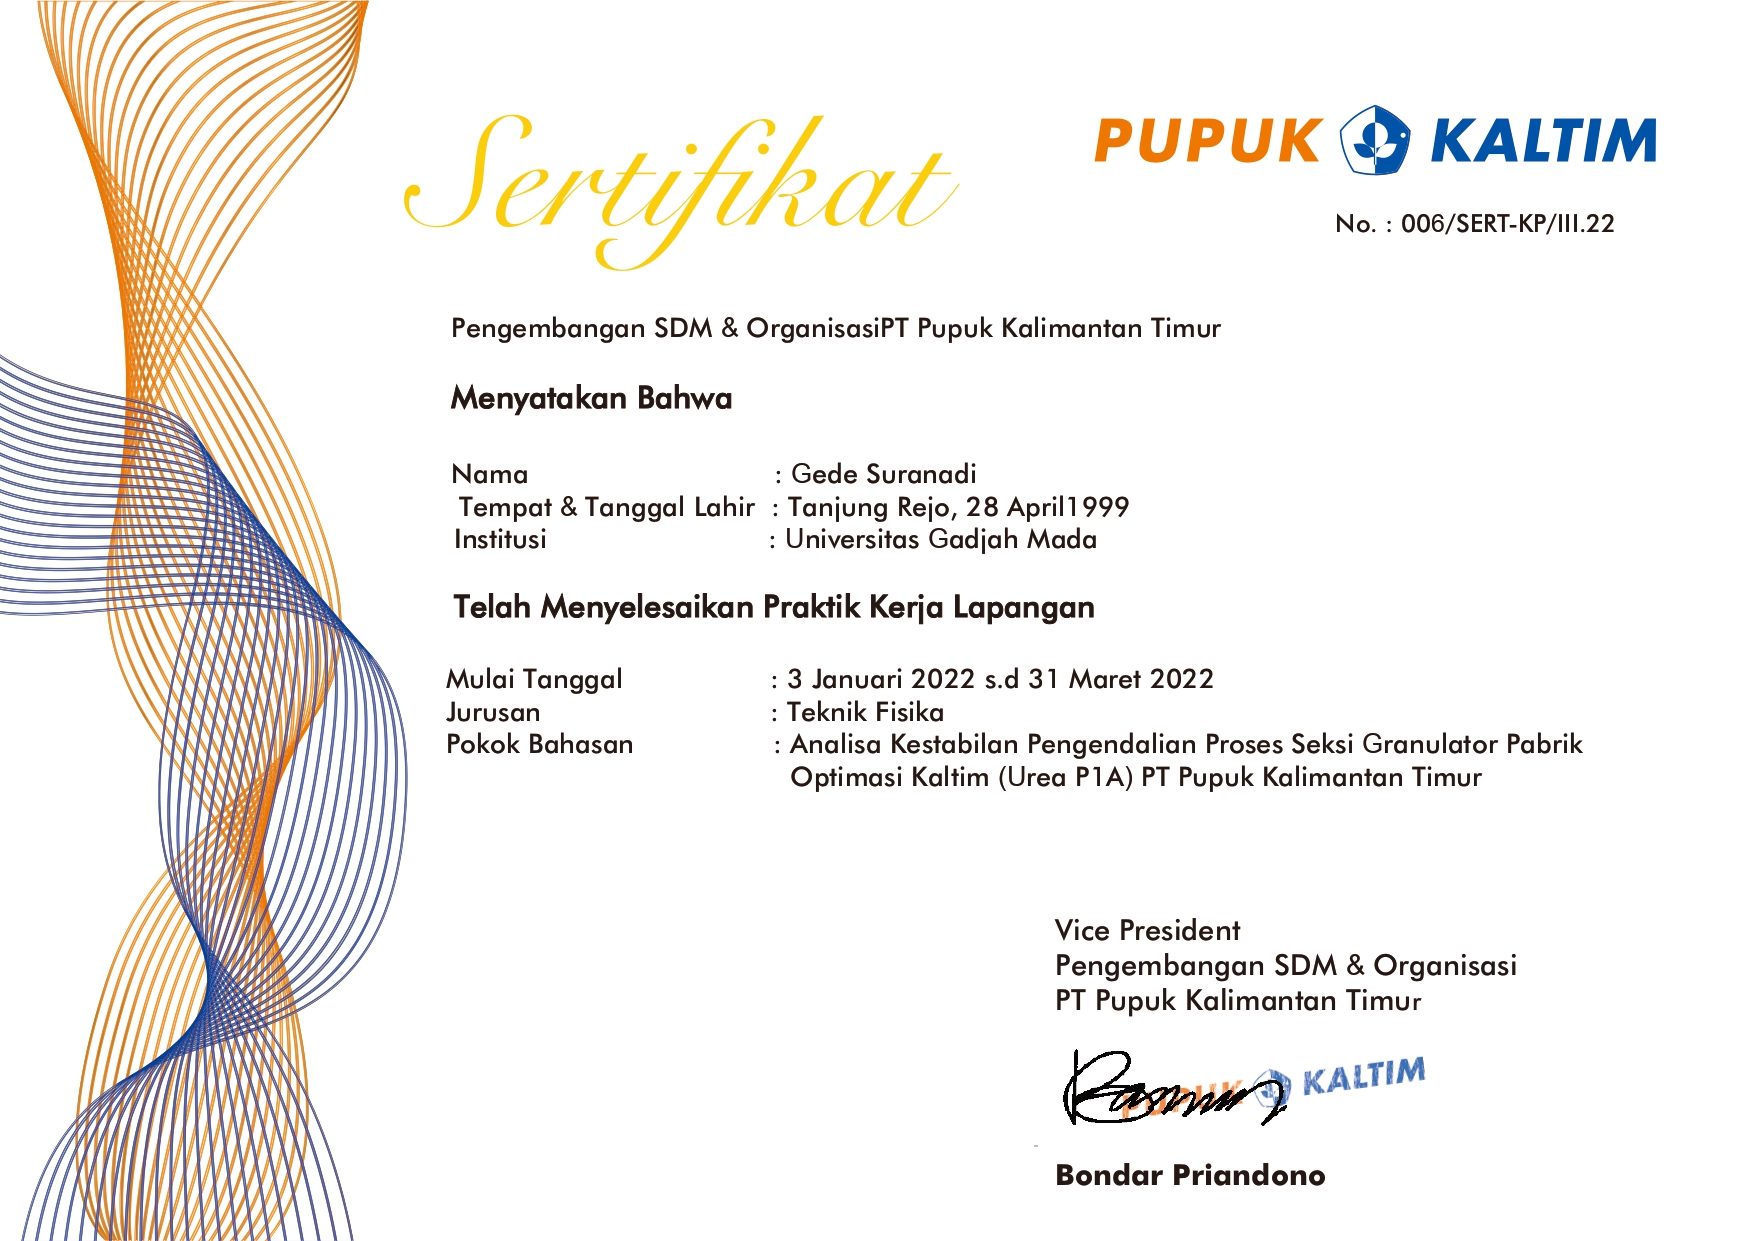 Sertifikat
PUPUK KALTIM
No. : 006/SERT-KP/III.22
Pengembangan SDM & OrganisasiPT Pupuk Kalimantan Timur
Menyatakan Bahwa
Nama : Gede Suranadi
Tempat & Tanggal Lahir : Tanjung Rejo, 28 April1999
Institusi : Universitas Gadjah Mada
Telah Menyelesaikan Praktik Kerja Lapangan
Mulai Tanggal : 3 Januari 2022 s.d 31 Maret 2022
Jurusan : Teknik Fisika
Pokok Bahasan : Analisa Kestabilan Pengendalian Proses Seksi Granulator Pabrik
Optimasi Kaltim (Urea P1A) PT Pupuk Kalimantan Timur
Vice President
Pengembangan SDM & Organisasi
PT Pupuk Kalimantan Timur
PUPUK KALTIM
Bondar Priandono